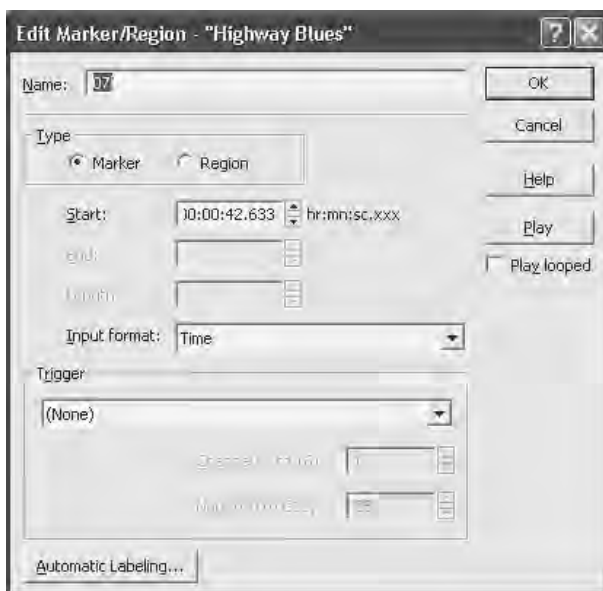 Edit Marker/Region - "Highway Blues"
Name: 07
OK
Cancel
Type
Marker Region
Help
Start: 00:00:42.633 hr:mn:sc.xxx
Play
End:
Play looped
Length:
Input format: Time
Trigger
(None)
Automatic Labeling...